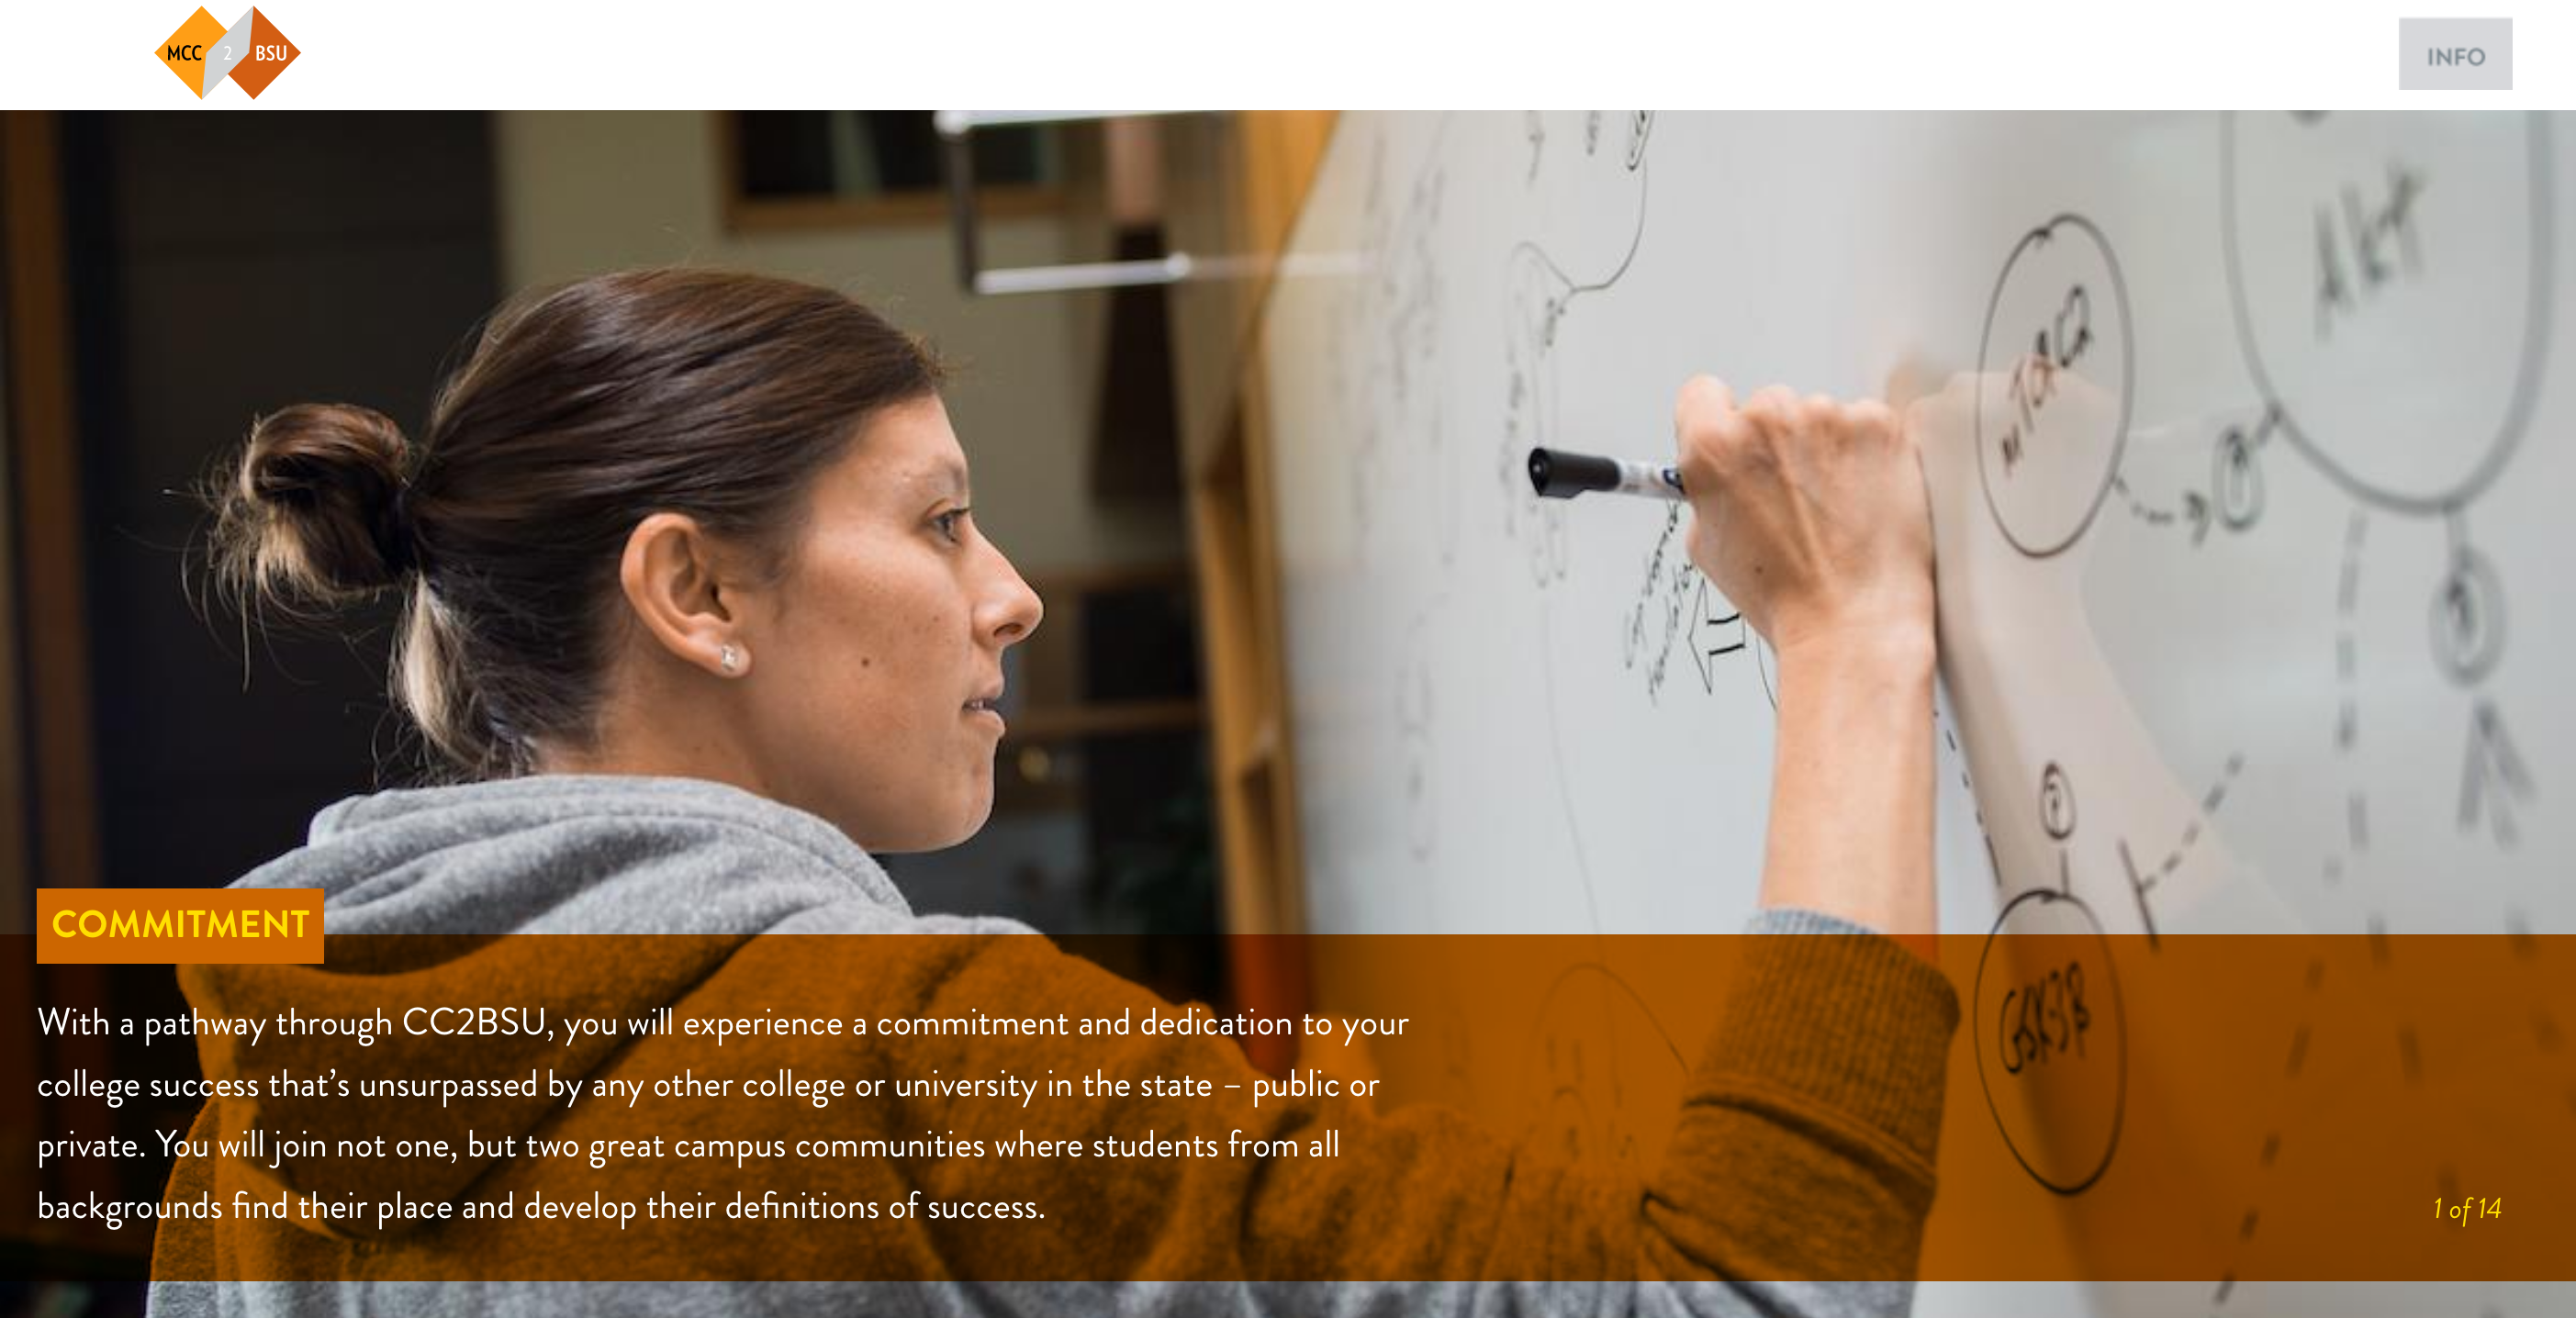 MCC 2 BSU
INFO
AKT
mTORC2
GSK3β
COMMITMENT
With a pathway through CC2BSU, you will experience a commitment and dedication to your
college success that’s unsurpassed by any other college or university in the state – public or
private. You will join not one, but two great campus communities where students from all
backgrounds find their place and develop their definitions of success.
1 of 14